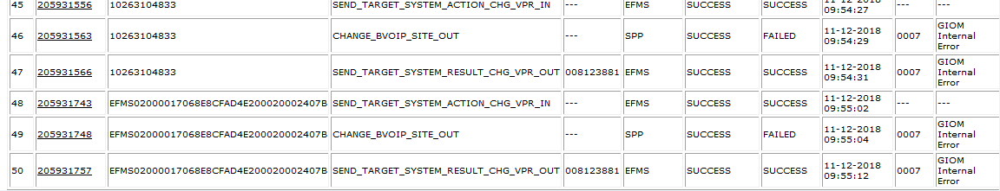 45 205931556 10263104833 SEND_TARGET_SYSTEM_ACTION_CHG_VPR_IN --- EFMS SUCCESS SUCCESS 11-12-2018 09:54:27 --- ---
46 205931563 10263104833 CHANGE_BVOIP_SITE_OUT --- SPP SUCCESS FAILED 11-12-2018 09:54:29 0007 GIOM Internal Error
47 205931566 10263104833 SEND_TARGET_SYSTEM_RESULT_CHG_VPR_OUT 008123881 EFMS SUCCESS SUCCESS 11-12-2018 09:54:31 0007 GIOM Internal Error
48 205931743 EFMS02000017068E8CFAD4E200020002407B SEND_TARGET_SYSTEM_ACTION_CHG_VPR_IN --- EFMS SUCCESS SUCCESS 11-12-2018 09:55:02 --- ---
49 205931748 EFMS02000017068E8CFAD4E200020002407B CHANGE_BVOIP_SITE_OUT --- SPP SUCCESS FAILED 11-12-2018 09:55:04 0007 GIOM Internal Error
50 205931757 EFMS02000017068E8CFAD4E200020002407B SEND_TARGET_SYSTEM_RESULT_CHG_VPR_OUT 008123881 EFMS SUCCESS SUCCESS 11-12-2018 09:55:12 0007 GIOM Internal Error